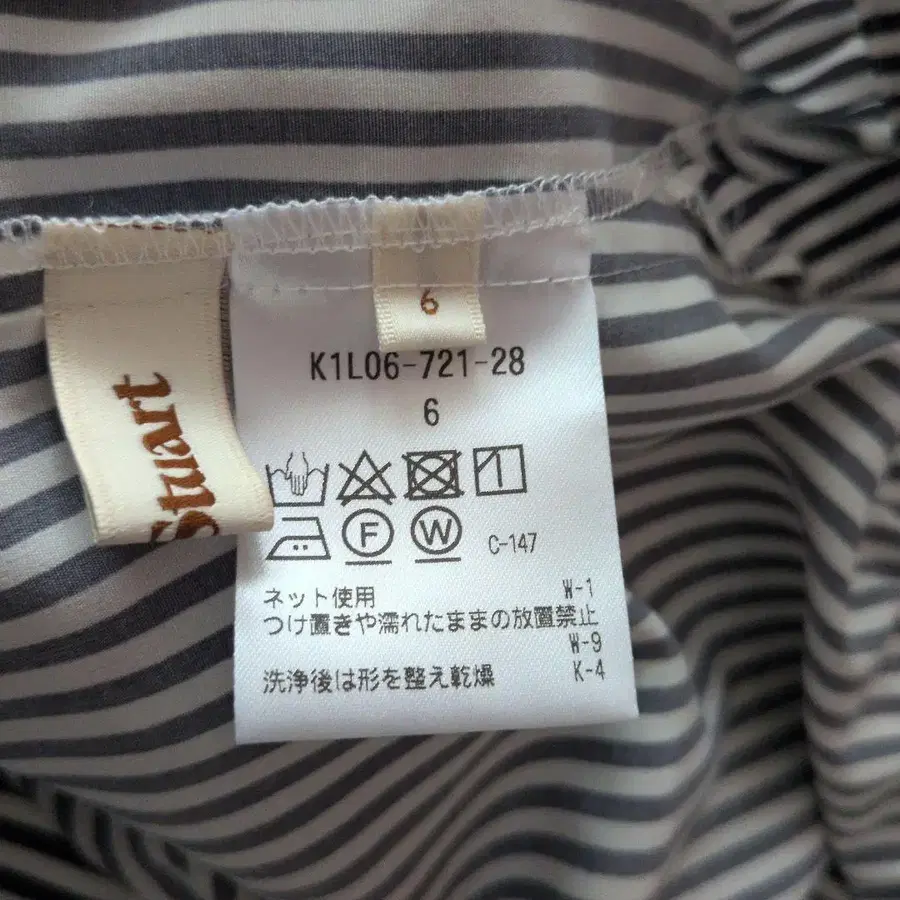 6
Stuart
K1L06-721-28
6
F W C-147
ネット使用 W-1
つけ置きや濡れたままの放置禁止
W-9
洗浄後は形を整え乾燥 K-4